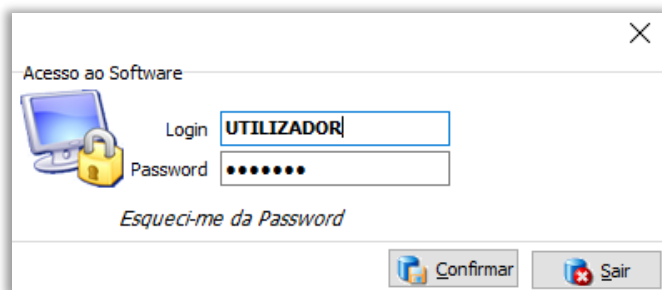 Acesso ao Software
Login UTILIZADOR
Password •••••••
Esqueci-me da Password
Confirmar Sair